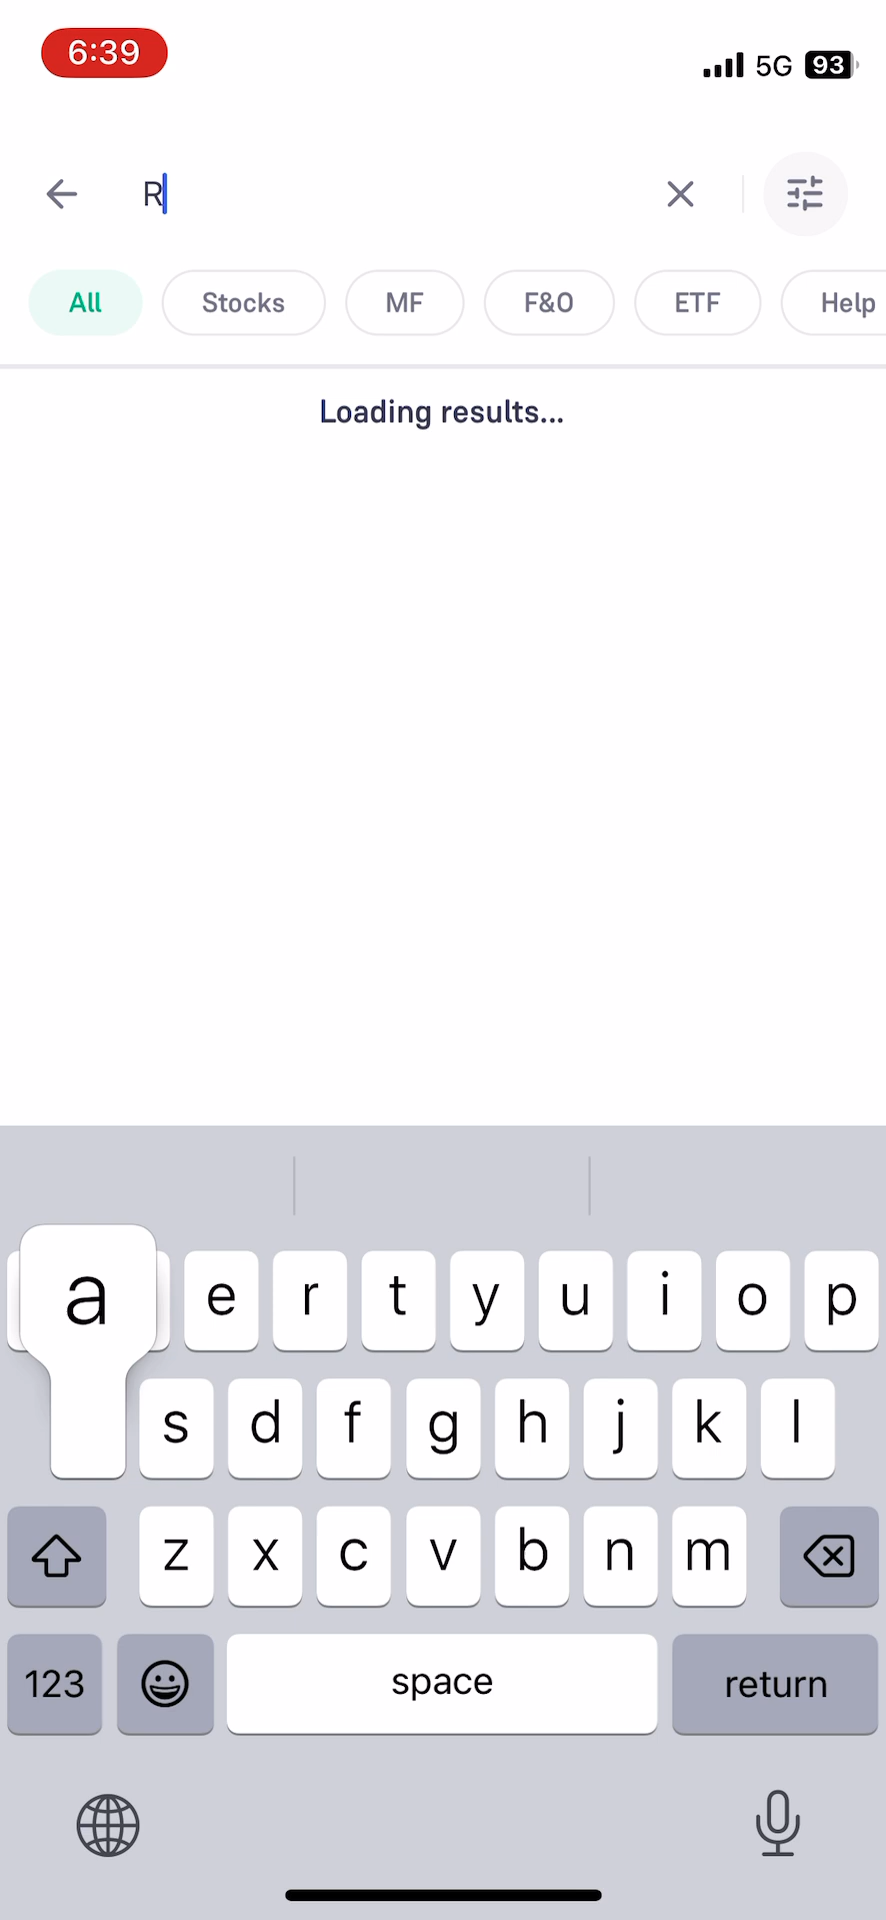 6:39 5G 93
R
All Stocks MF F&O ETF Help
Loading results...
a e r t y u i o p
s d f g h j k l
z x c v b n m
123 space return